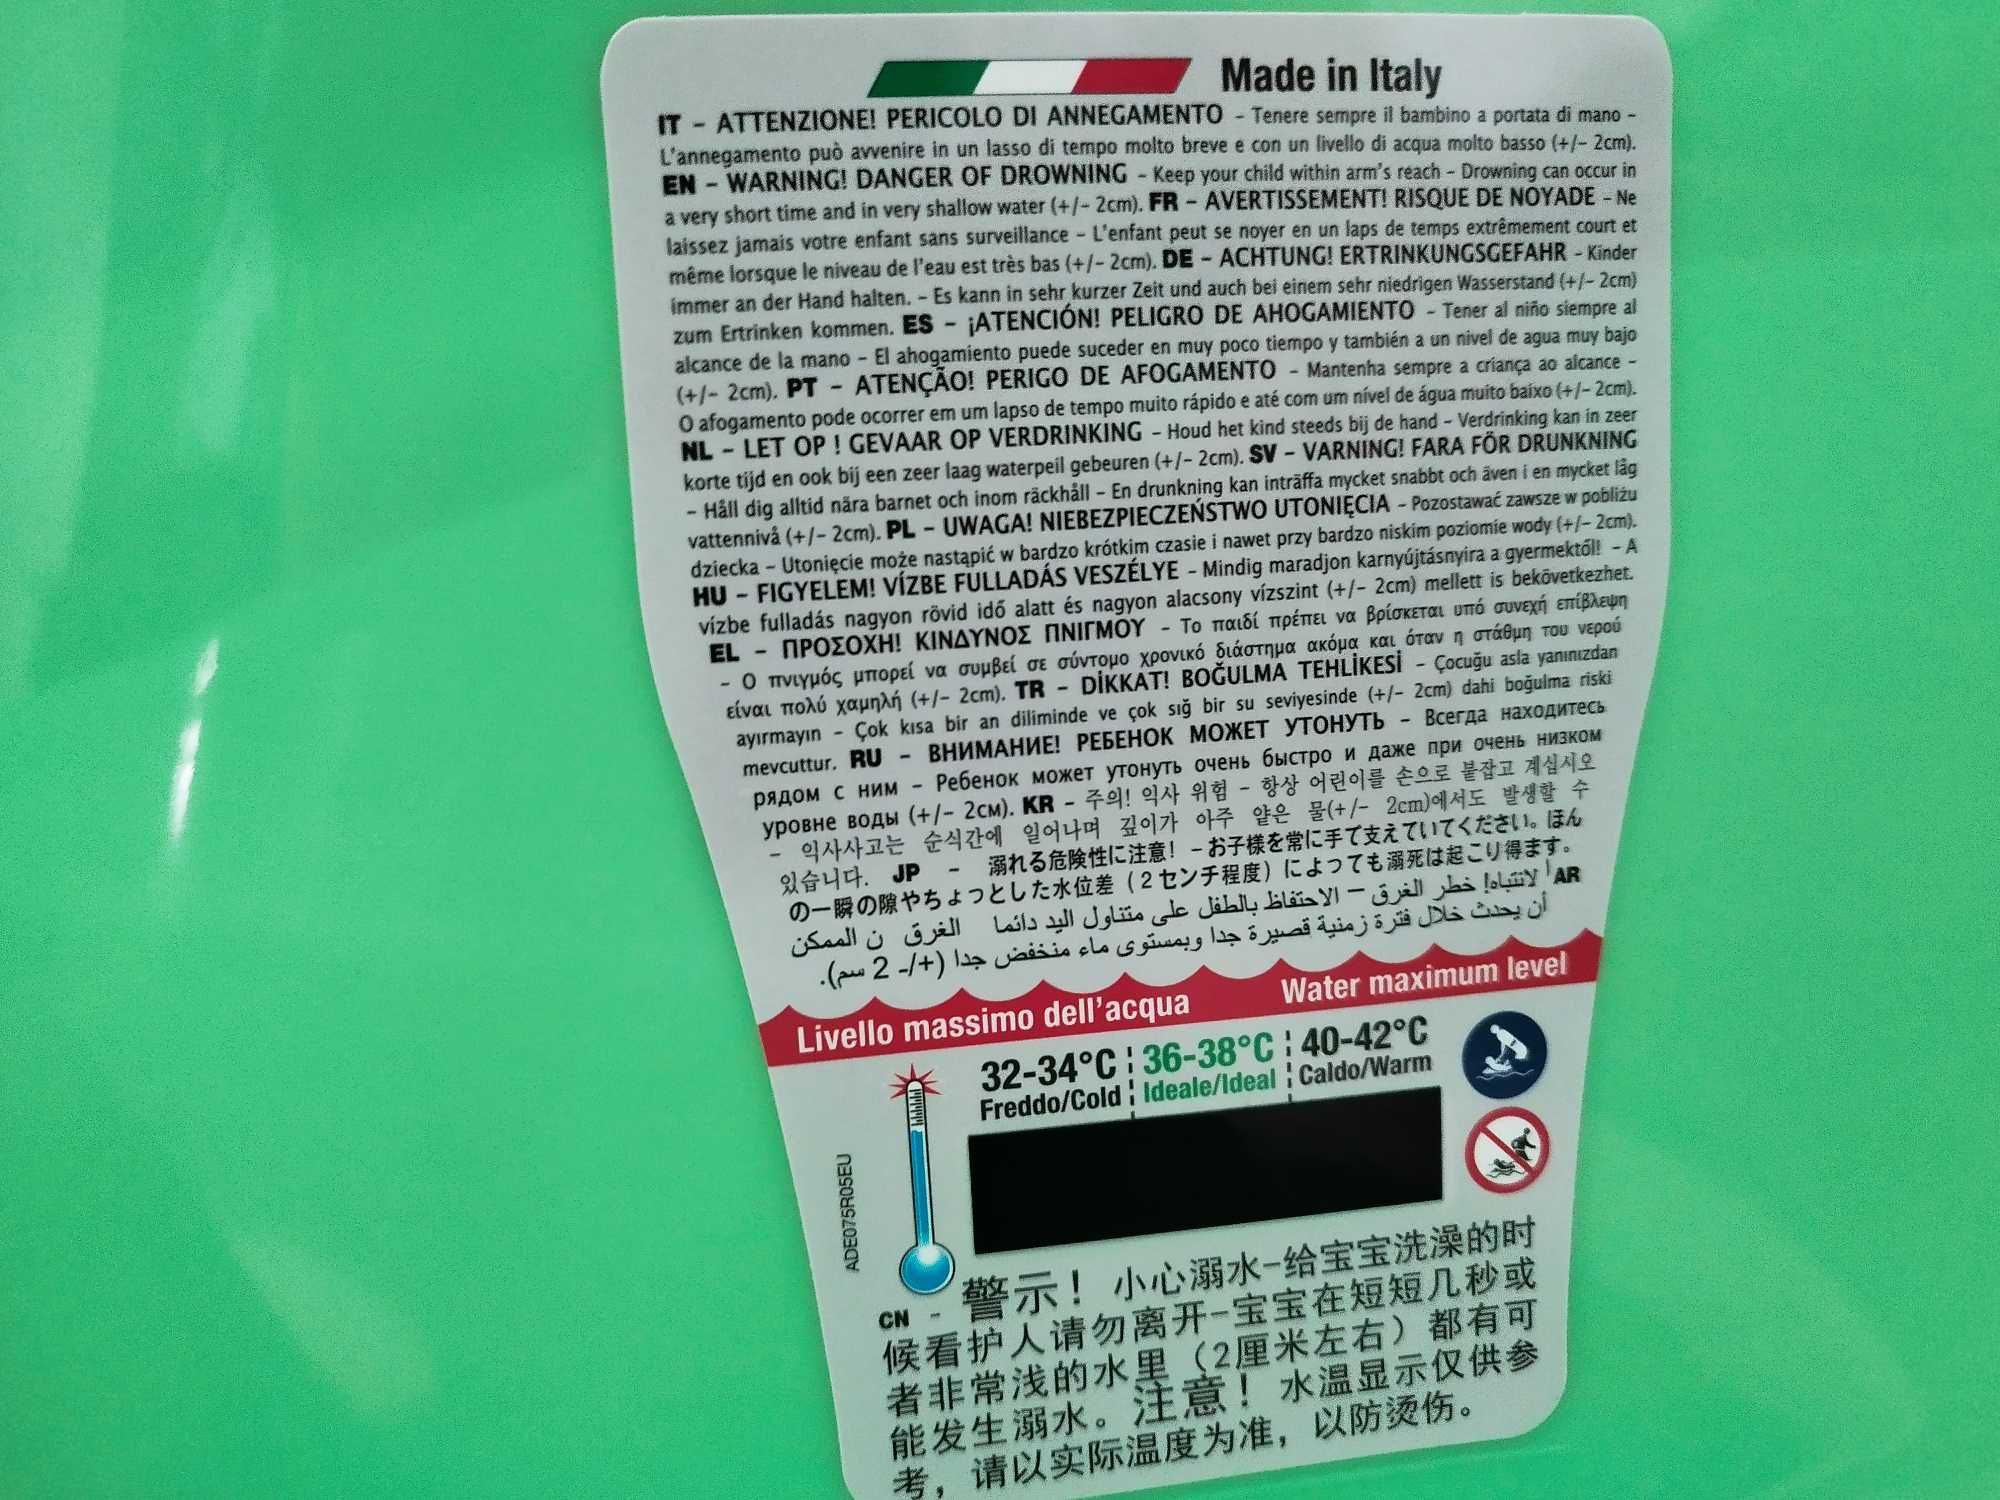 Made in Italy
IT – ATTENZIONE! PERICOLO DI ANNEGAMENTO – Tenere sempre il bambino a portata di mano –
L'annegamento può avvenire in un lasso di tempo molto breve e con un livello di acqua molto basso (+/– 2cm).
EN – WARNING! DANGER OF DROWNING – Keep your child within arm's reach – Drowning can occur in
a very short time and in very shallow water (+/– 2cm). FR – AVERTISSEMENT! RISQUE DE NOYADE – Ne
laissez jamais votre enfant sans surveillance – L'enfant peut se noyer en un laps de temps extrêmement court et
même lorsque le niveau de l'eau est très bas (+/– 2cm). DE – ACHTUNG! ERTRINKUNGSGEFAHR – Kinder
immer an der Hand halten. – Es kann in sehr kurzer Zeit und auch bei einem sehr niedrigen Wasserstand (+/– 2cm)
zum Ertrinken kommen. ES – ¡ATENCIÓN! PELIGRO DE AHOGAMIENTO – Tener al niño siempre al
alcance de la mano – El ahogamiento puede suceder en muy poco tiempo y también a un nivel de agua muy bajo
(+/– 2cm). PT – ATENÇÃO! PERIGO DE AFOGAMENTO – Mantenha sempre a criança ao alcance –
O afogamento pode ocorrer em um lapso de tempo muito rápido e até com um nível de água muito baixo (+/– 2cm).
NL – LET OP ! GEVAAR OP VERDRINKING – Houd het kind steeds bij de hand – Verdrinking kan in zeer
korte tijd en ook bij een zeer laag waterpeil gebeuren (+/– 2cm). SV – VARNING! FARA FÖR DRUNKNING
– Håll dig alltid nära barnet och inom räckhåll – En drunkning kan inträffa mycket snabbt och även i en mycket låg
vattennivå (+/– 2cm). PL – UWAGA! NIEBEZPIECZEŃSTWO UTONIĘCIA – Pozostawać zawsze w pobliżu
dziecka – Utonięcie może nastąpić w bardzo krótkim czasie i nawet przy bardzo niskim poziomie wody (+/– 2cm).
HU – FIGYELEM! VÍZBE FULLADÁS VESZÉLYE – Mindig maradjon karnyújtásnyira a gyermektől! – A
vízbe fulladás nagyon rövid idő alatt és nagyon alacsony vízszint (+/– 2cm) mellett is bekövetkezhet.
EL – ΠΡΟΣΟΧΗ! ΚΙΝΔΥΝΟΣ ΠΝΙΓΜΟΥ – Το παιδί πρέπει να βρίσκεται υπό συνεχή επίβλεψη
– Ο πνιγμός μπορεί να συμβεί σε σύντομο χρονικό διάστημα ακόμα και όταν η στάθμη του νερού
είναι πολύ χαμηλή (+/– 2cm). TR – DİKKAT! BOĞULMA TEHLİKESİ – Çocuğu asla yanınızdan
ayırmayın – Çok kısa bir an diliminde ve çok sığ bir su seviyesinde (+/– 2cm) dahi boğulma riski
mevcuttur. RU – ВНИМАНИЕ! РЕБЕНОК МОЖЕТ УТОНУТЬ – Всегда находитесь
рядом с ним – Ребенок может утонуть очень быстро и даже при очень низком
уровне воды (+/– 2см). KR – 주의! 익사 위험 – 항상 어린이를 손으로 붙잡고 계십시오
– 익사사고는 순식간에 일어나며 깊이가 아주 얕은 물(+/– 2cm)에서도 발생할 수
있습니다. JP – 溺れる危険性に注意! –お子様を常に手で支えていてください。ほん
の一瞬の隙やちょっとした水位差(2センチ程度)によっても溺死は起こり得ます。
AR الانتباه! خطر الغرق – الاحتفاظ بالطفل على متناول اليد دائما الغرق ن الممكن
أن يحدث خلال فترة زمنية قصيرة جدا وبمستوى ماء منخفض جدا (+/- 2 سم).
Livello massimo dell'acqua Water maximum level
32-34°C 36-38°C 40-42°C
Freddo/Cold Ideale/Ideal Caldo/Warm
ADE075R05EU
CN - 警示! 小心溺水-给宝宝洗澡的时
候看护人请勿离开-宝宝在短短几秒或
者非常浅的水里(2厘米左右)都有可
能发生溺水。注意! 水温显示仅供参
考，请以实际温度为准，以防烫伤。